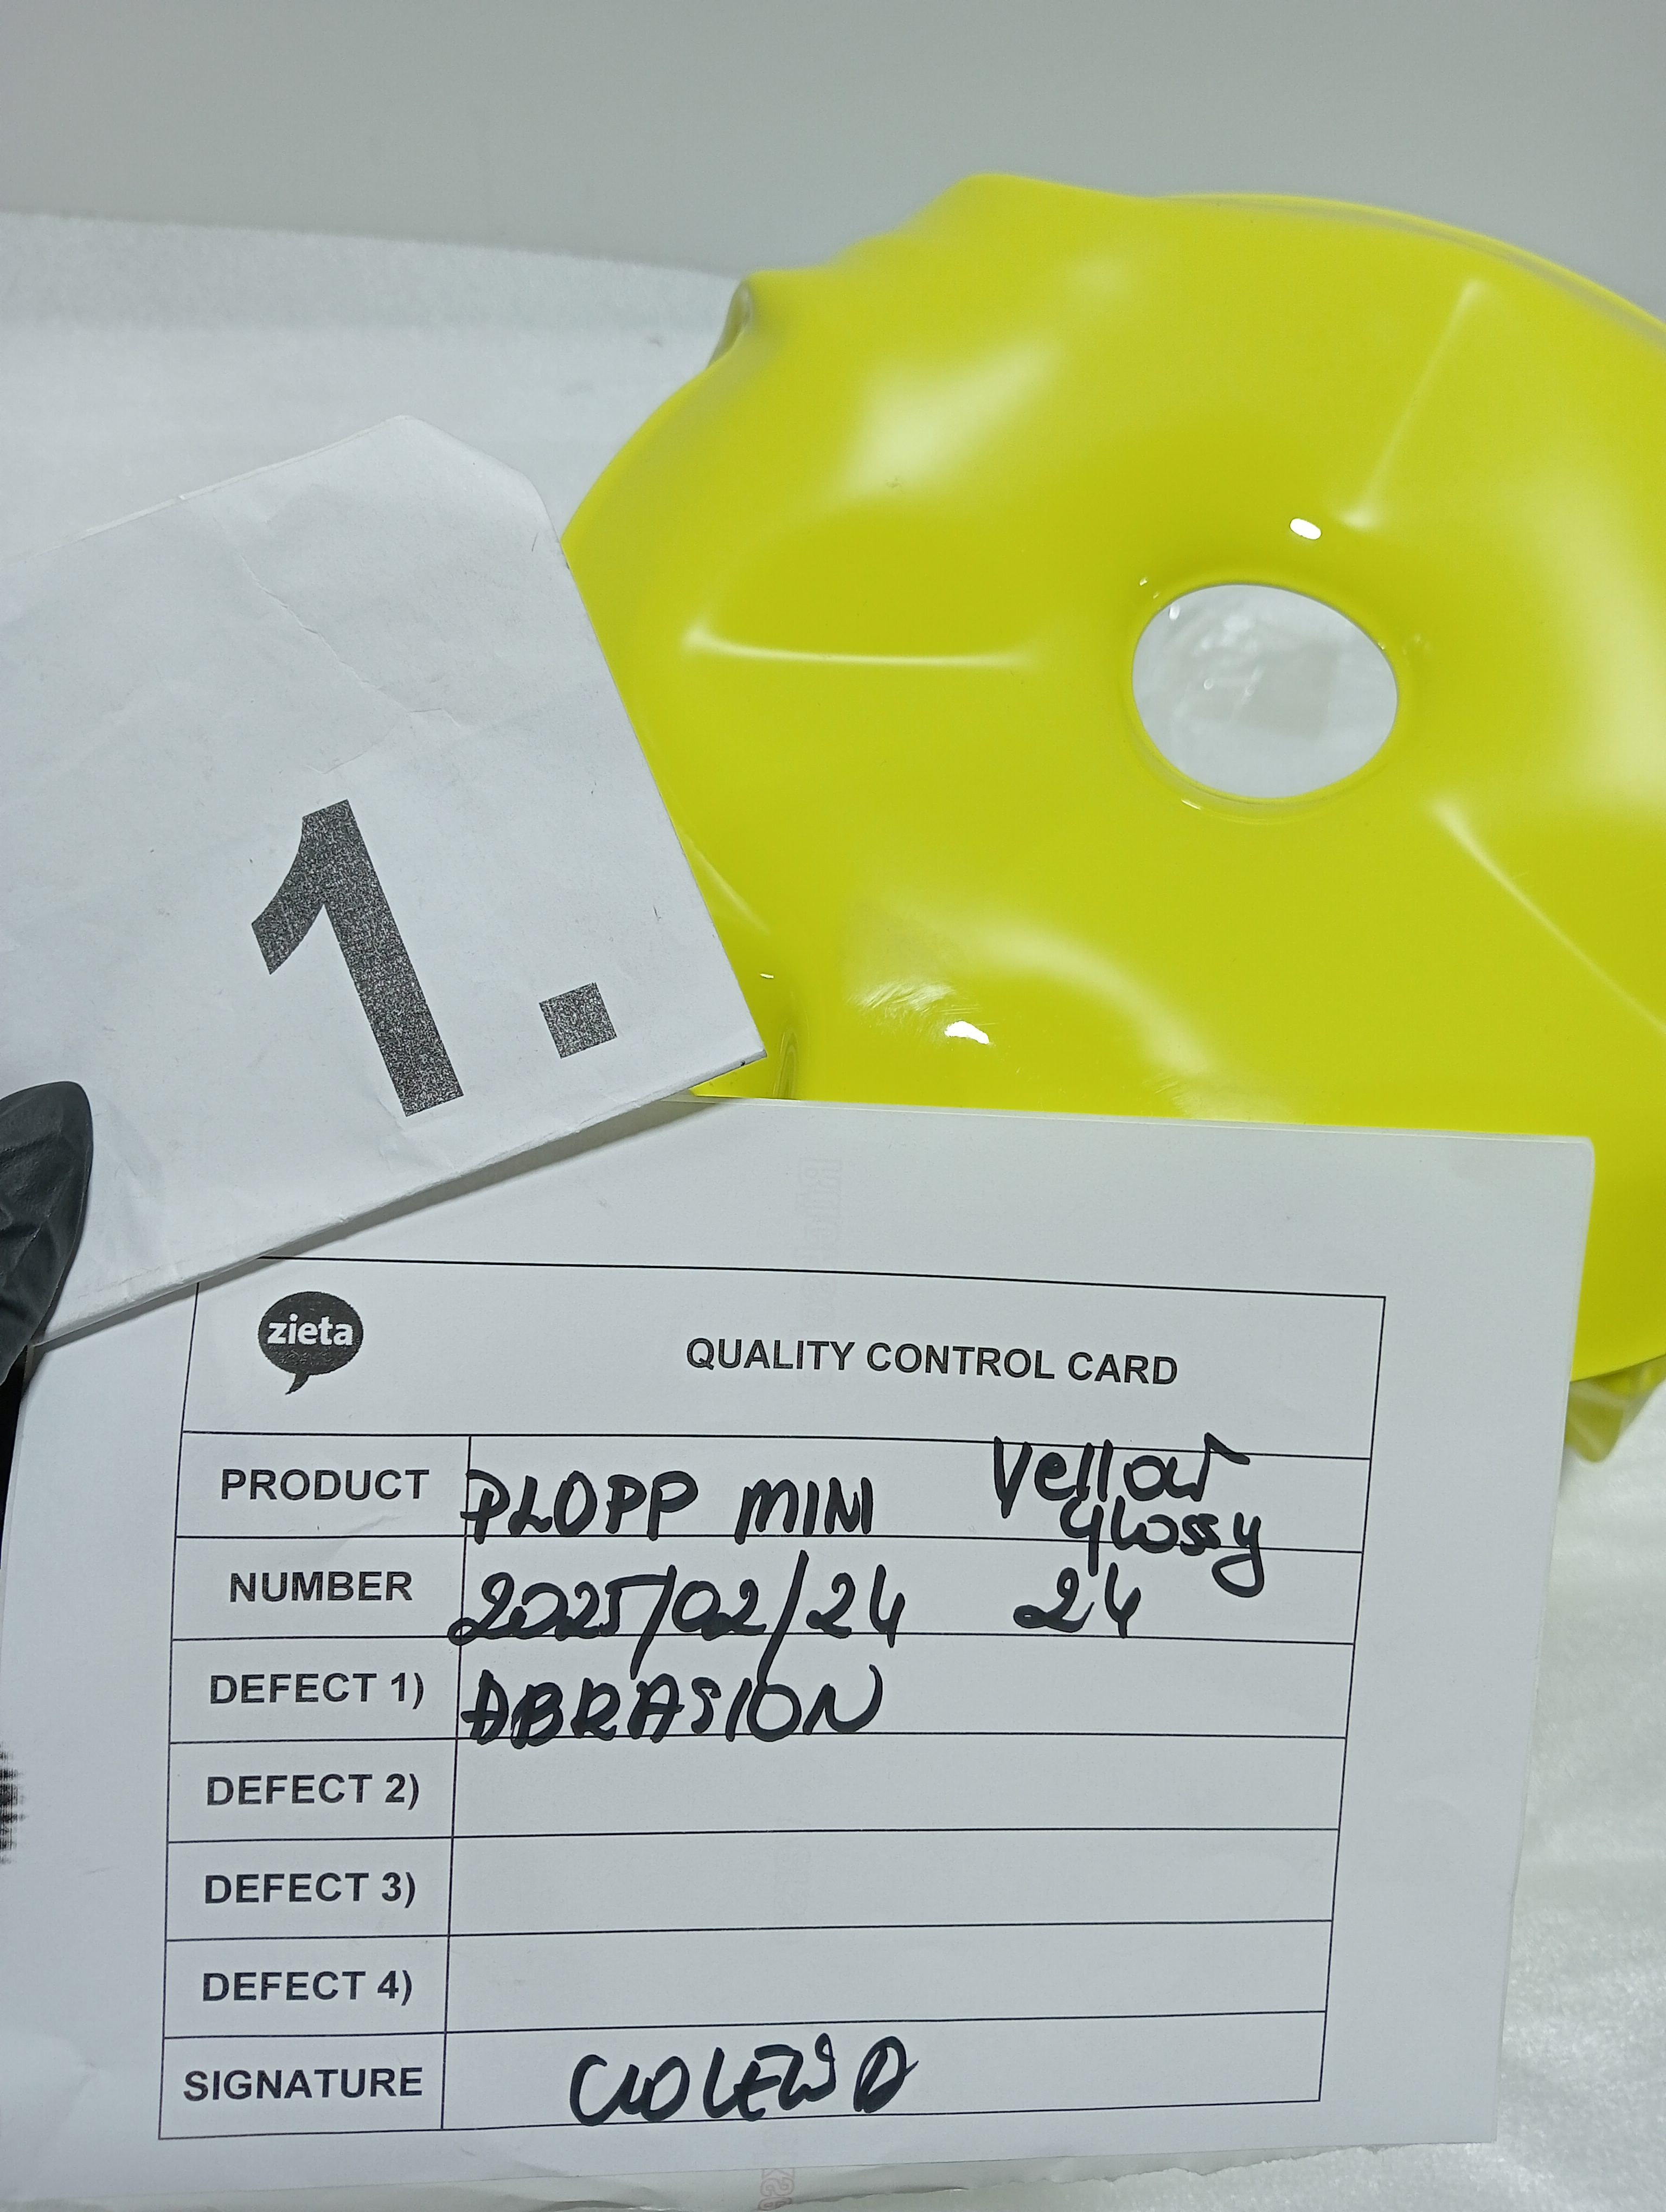 1.
zieta
QUALITY CONTROL CARD
PRODUCT PLOPP MINI Yellow
Glossy
NUMBER 2025/02/24 24
DEFECT 1) ABRASION
DEFECT 2)
DEFECT 3)
DEFECT 4)
SIGNATURE